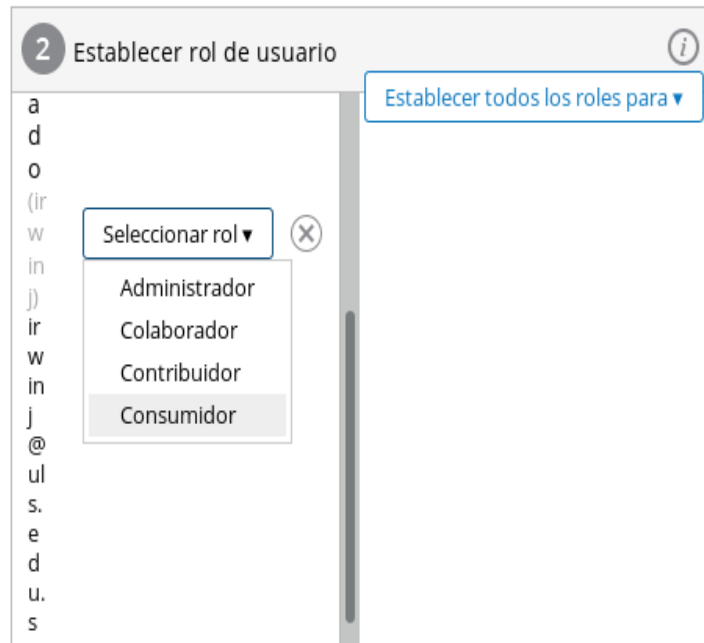 2 Establecer rol de usuario i
Establecer todos los roles para ▾
a
d
o
(ir
w
in
j)
ir
w
in
j
@
ul
s.
e
d
u.
s
Seleccionar rol ▾
Administrador
Colaborador
Contribuidor
Consumidor